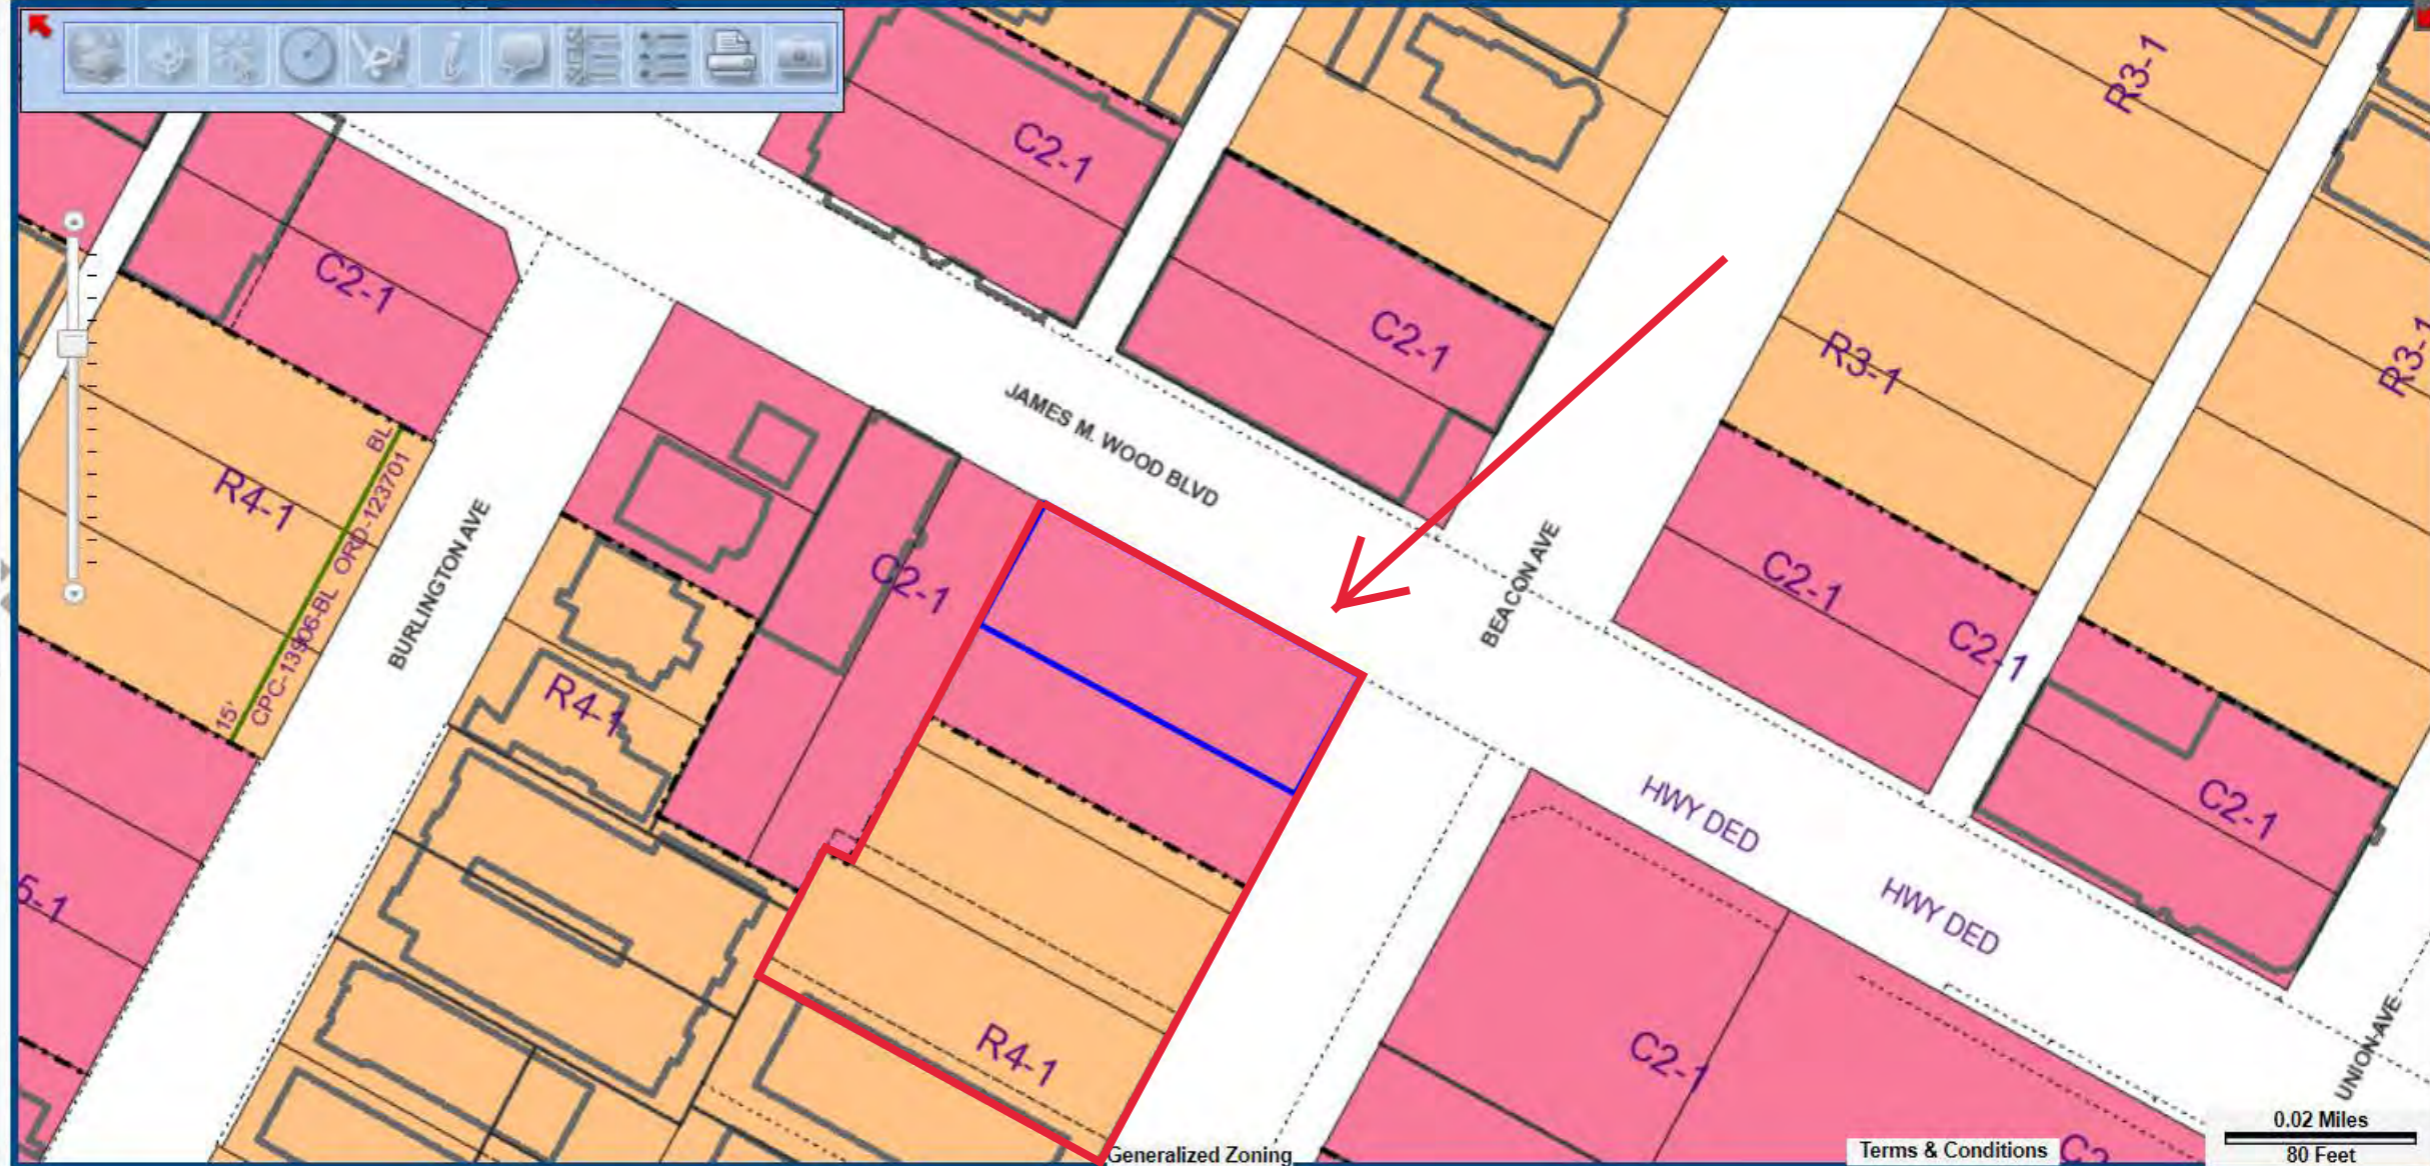 C2-1
R3-1
C2-1
C2-1
R3-1
R3-1
JAMES M. WOOD BLVD
BL
R4-1
ORD-123701
BURLINGTON AVE
C2-1
BEACON AVE
C2-1
C2-1
CPC-13906-BL
15'
R4-1
HWY DED
C2-1
5-1
HWY DED
R4-1
C2-1
UNION AVE
0.02 Miles
Generalized Zoning
Terms & Conditions
80 Feet